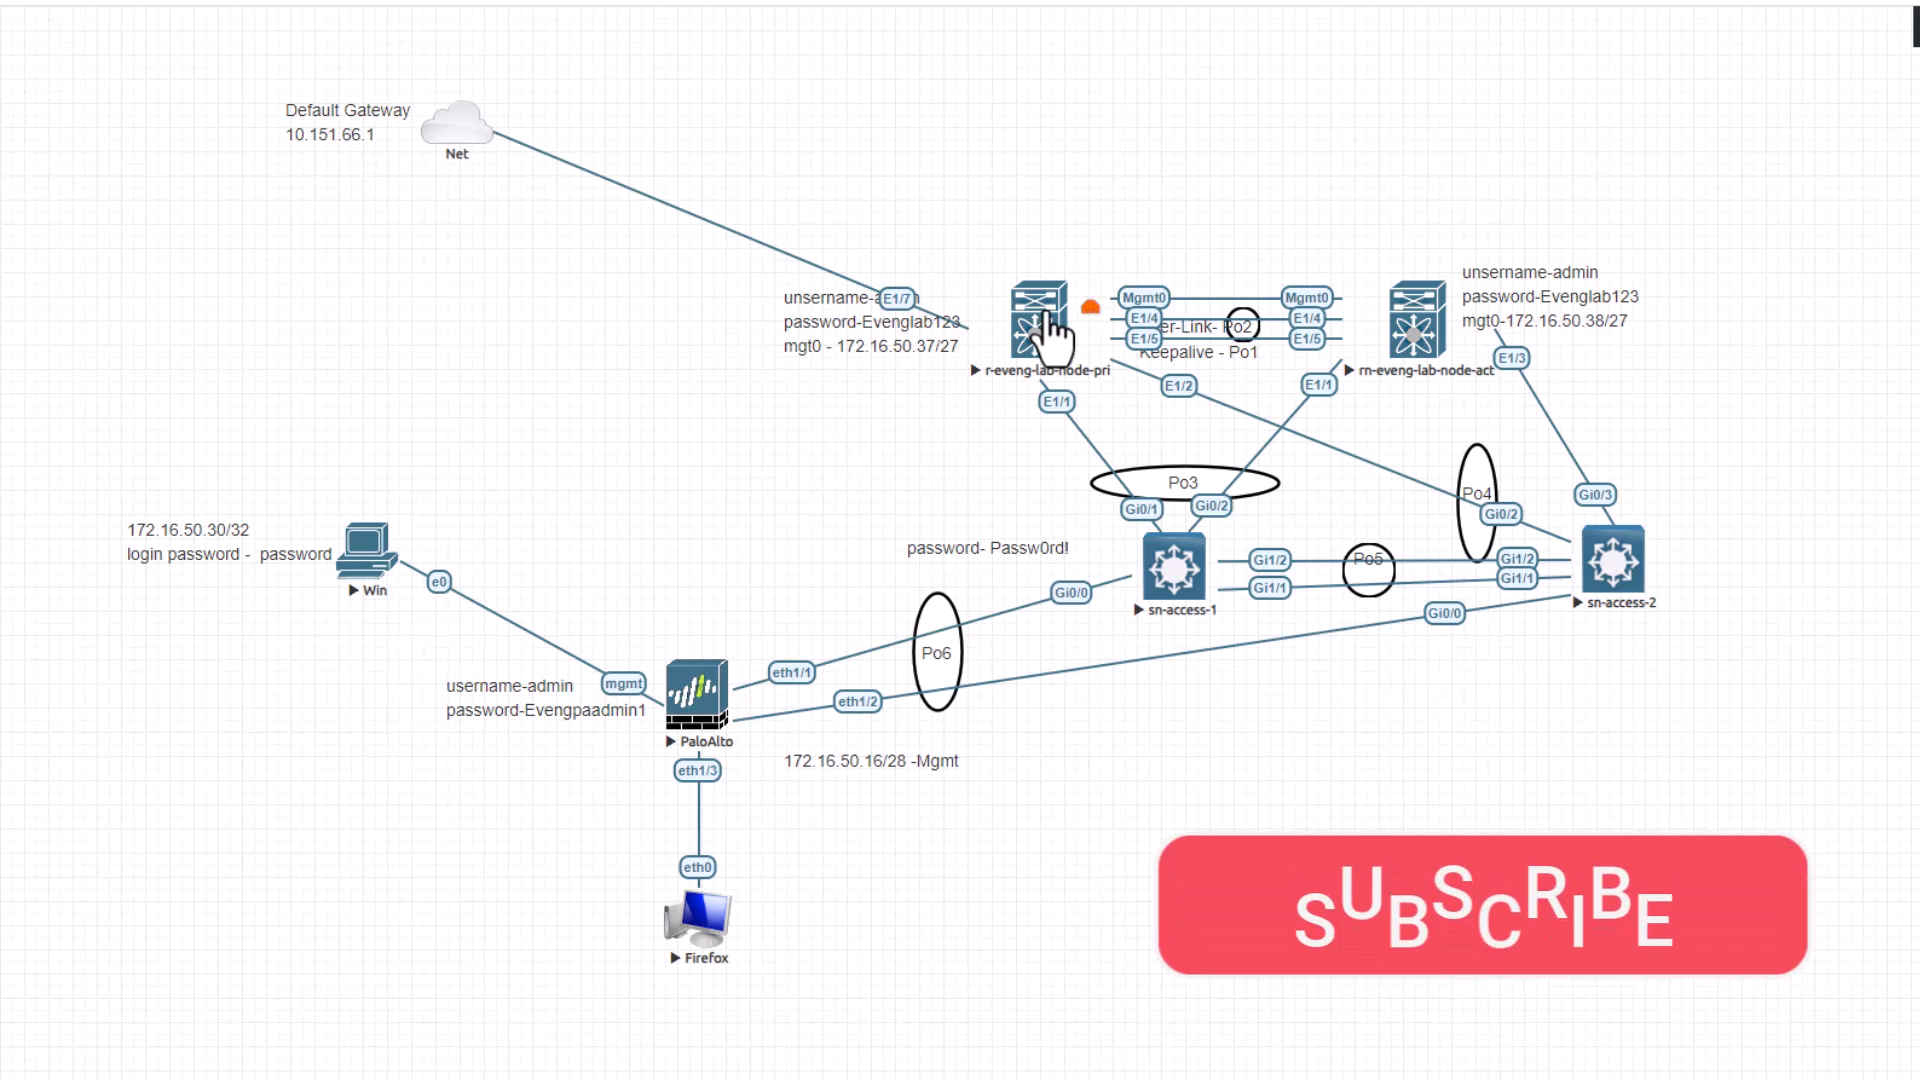 Default Gateway
10.151.66.1
Net
E1/7
password-Evenglab123
mgt0 - 172.16.50.37/27
r-eveng-lab-node-pri
Mgmt0
Mgmt0
E1/4
E1/4
E1/5
E1/5
er-Link- Po2
Keepalive - Po1
unsername-admin
password-Evenglab123
mgt0-172.16.50.38/27
rn-eveng-lab-node-act
E1/3
E1/2
E1/1
E1/1
Po3
Gi0/1
Gi0/2
Po4
Gi0/3
Gi0/2
172.16.50.30/32
login password - password
Win
e0
password- Passw0rd!
sn-access-1
Gi1/2
Gi1/1
Po5
Gi1/2
Gi1/1
sn-access-2
Gi0/0
Gi0/0
Po6
username-admin
password-Evengpaadmin1
mgmt
eth1/1
eth1/2
PaloAlto
172.16.50.16/28 -Mgmt
eth1/3
eth0
Firefox
SUBSCRIBE